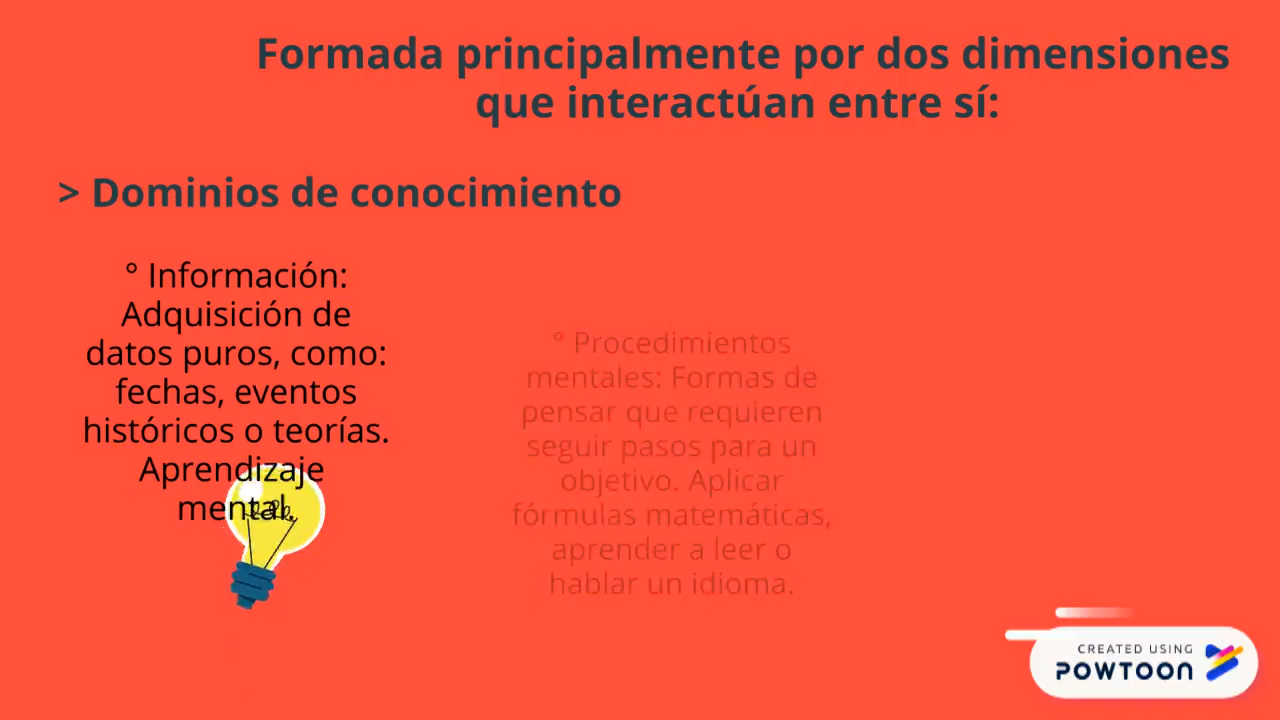 Formada principalmente por dos dimensiones
que interactúan entre sí:
> Dominios de conocimiento
° Información:
Adquisición de
datos puros, como:
fechas, eventos
históricos o teorías.
Aprendizaje
mental.
° Procedimientos
mentales: Formas de
pensar que requieren
seguir pasos para un
objetivo. Aplicar
fórmulas matemáticas,
aprender a leer o
hablar un idioma.
CREATED USING
POWTOON